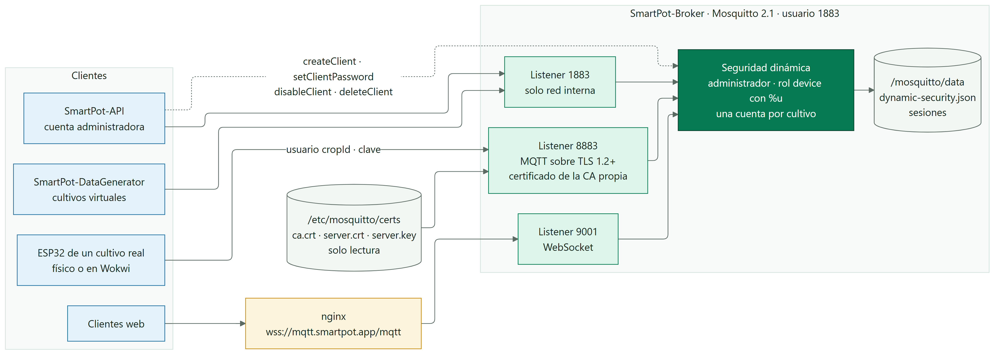 SmartPot-Broker · Mosquitto 2.1 · usuario 1883
Clientes
SmartPot-API
cuenta administradora
SmartPot-DataGenerator
cultivos virtuales
ESP32 de un cultivo real
físico o en Wokwi
Clientes web
createClient ·
setClientPassword
disableClient · deleteClient
usuario cropId · clave
/etc/mosquitto/certs
ca.crt · server.crt · server.key
solo lectura
nginx
wss://mqtt.smartpot.app/mqtt
Listener 1883
solo red interna
Listener 8883
MQTT sobre TLS 1.2+
certificado de la CA propia
Listener 9001
WebSocket
Seguridad dinámica
administrador · rol device
con %u
una cuenta por cultivo
/mosquitto/data
dynamic-security.json
sesiones